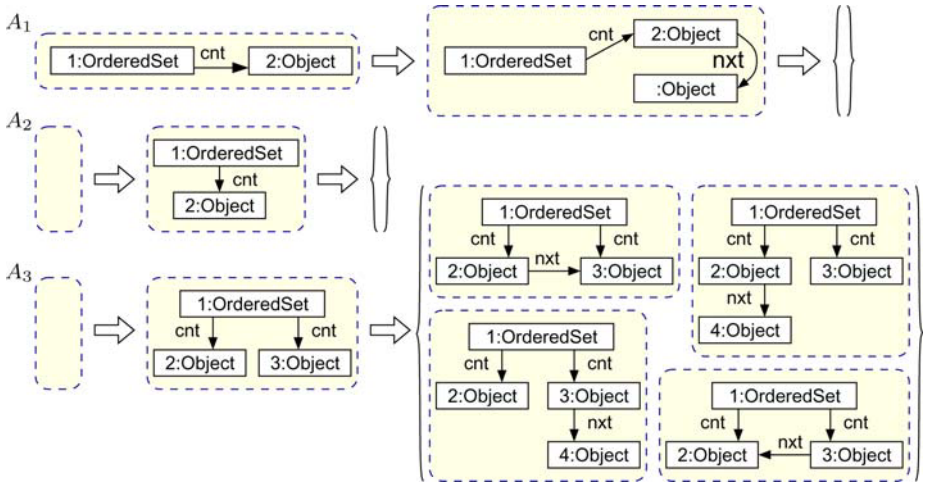 A1
1:OrderedSet cnt 2:Object
1:OrderedSet cnt 2:Object nxt :Object
A2
1:OrderedSet
cnt
2:Object
A3
1:OrderedSet
cnt cnt
2:Object 3:Object
1:OrderedSet
cnt cnt
2:Object nxt 3:Object
1:OrderedSet
cnt cnt
2:Object 3:Object
nxt
4:Object
1:OrderedSet
cnt cnt
2:Object 3:Object
nxt
4:Object
1:OrderedSet
cnt cnt
2:Object nxt 3:Object